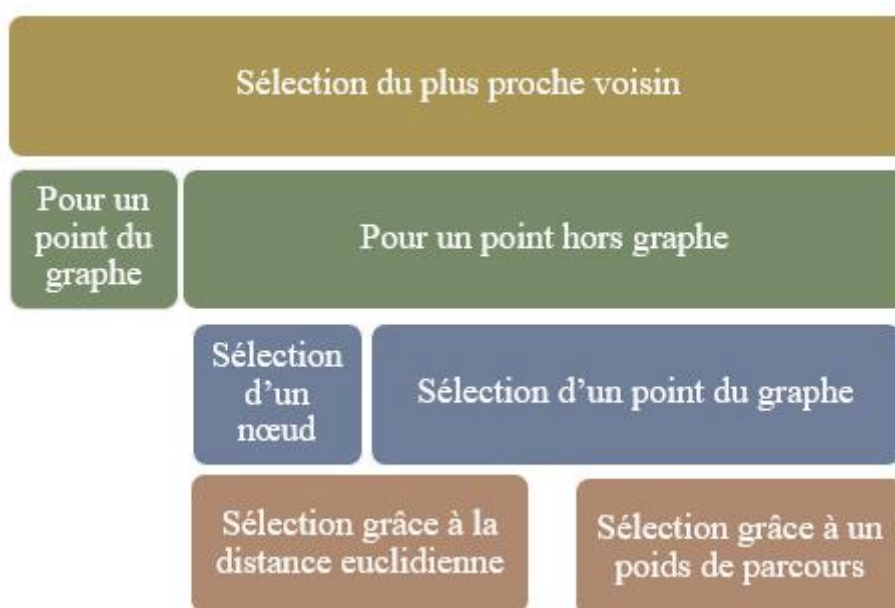 Sélection du plus proche voisin
Pour un
point du
graphe
Pour un point hors graphe
Sélection
d’un
nœud
Sélection d’un point du graphe
Sélection grâce à la
distance euclidienne
Sélection grâce à un
poids de parcours